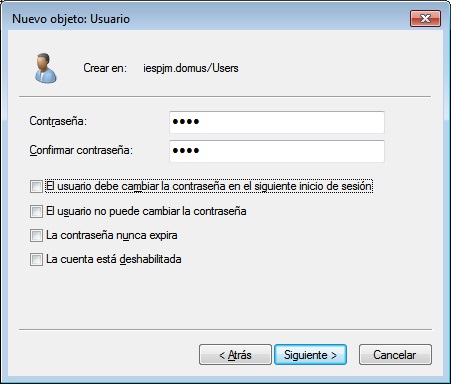 Nuevo objeto: Usuario
Crear en: iespjm.domus/Users
Contraseña: ●●●●
Confirmar contraseña: ●●●●
El usuario debe cambiar la contraseña en el siguiente inicio de sesión
El usuario no puede cambiar la contraseña
La contraseña nunca expira
La cuenta está deshabilitada
< Atrás Siguiente > Cancelar